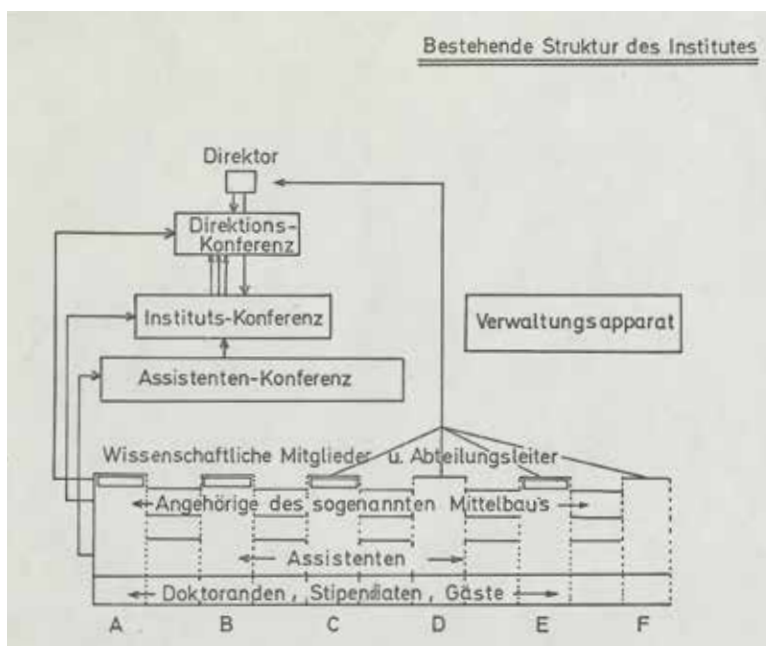 Bestehende Struktur des Institutes
Direktor
Direktions-
Konferenz
Instituts-Konferenz
Verwaltungsapparat
Assistenten-Konferenz
Wissenschaftliche Mitglieder u. Abteilungsleiter
Angehörige des sogenannten Mittelbau's
Assistenten
Doktoranden, Stipendiaten, Gäste
A B C D E F